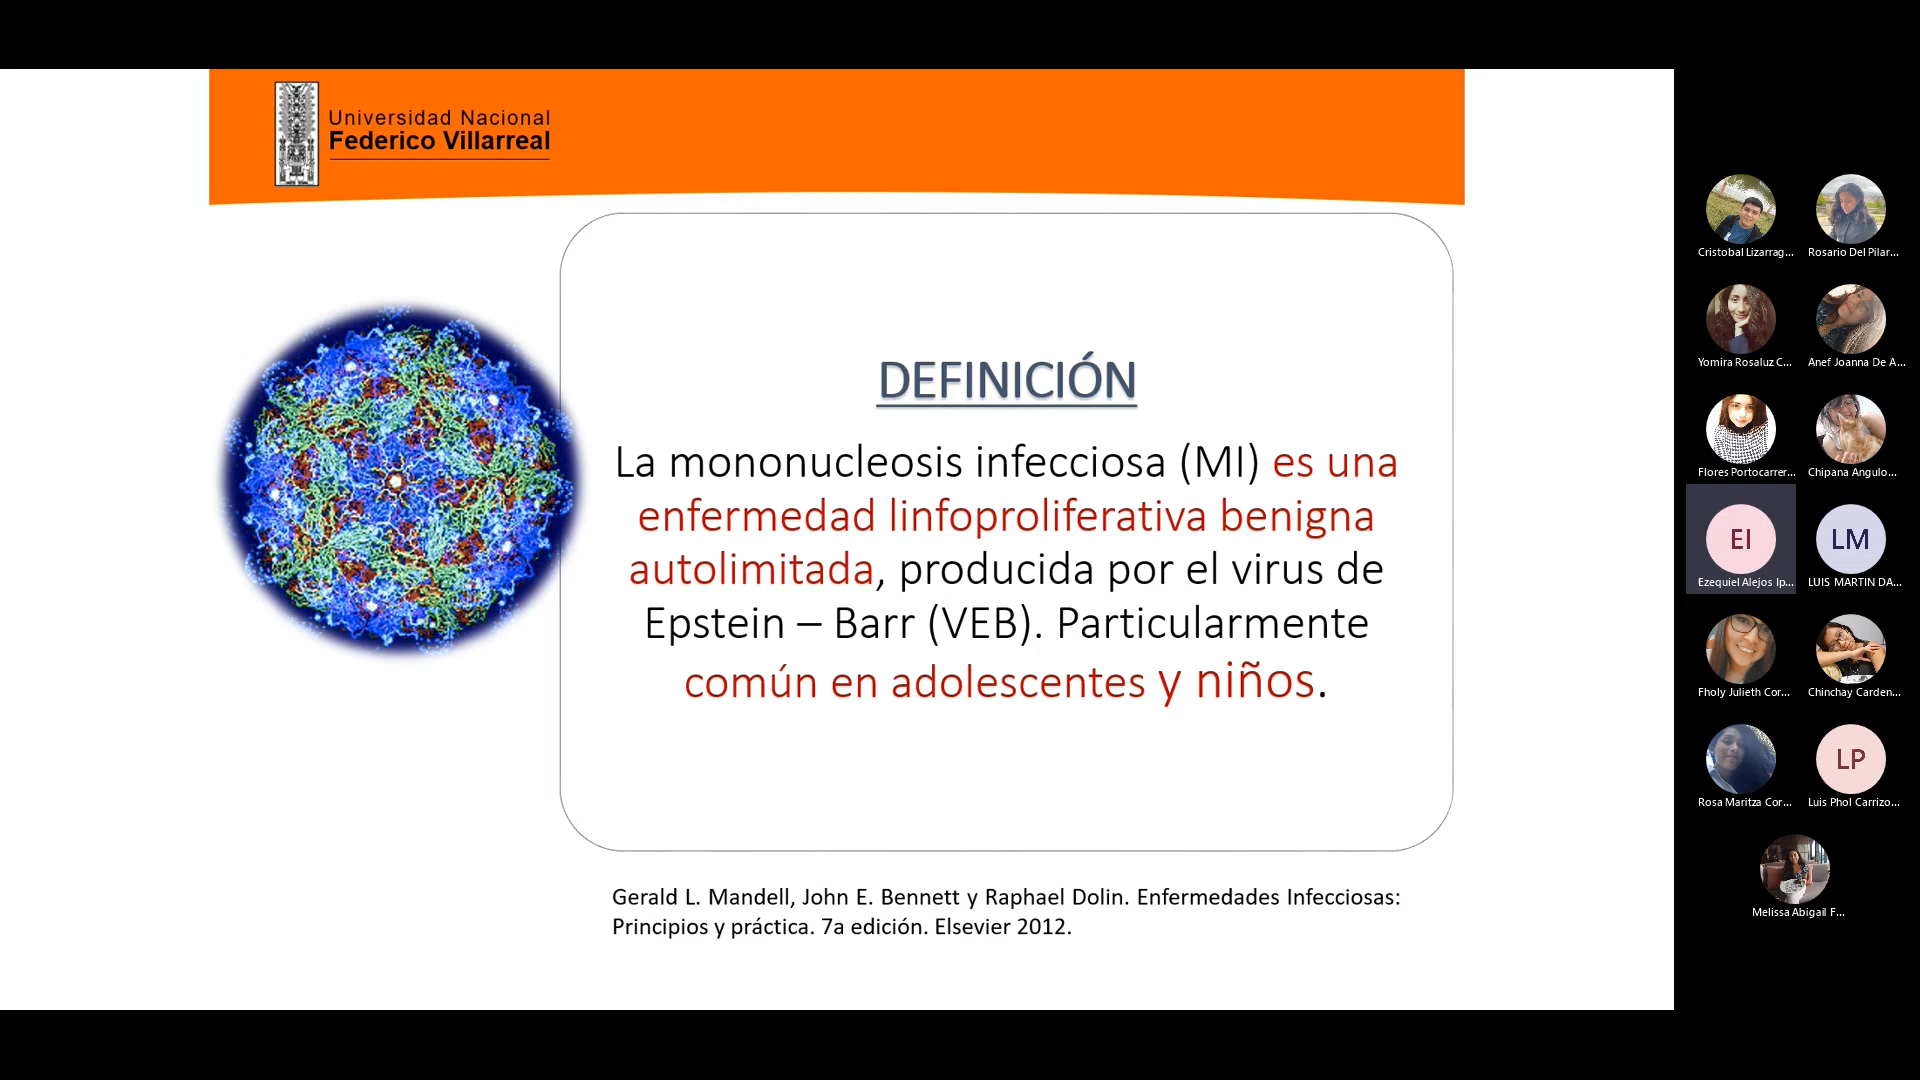 Universidad Nacional
Federico Villarreal
DEFINICIÓN
La mononucleosis infecciosa (MI) es una
enfermedad linfoproliferativa benigna
autolimitada, producida por el virus de
Epstein – Barr (VEB). Particularmente
común en adolescentes y niños.
Gerald L. Mandell, John E. Bennett y Raphael Dolin. Enfermedades Infecciosas:
Principios y práctica. 7a edición. Elsevier 2012.
Cristobal Lizarrag...
Rosario Del Pilar...
Yomira Rosaluz C...
Anef Joanna De A...
Flores Portocarrer...
Chipana Angulo...
EI
LM
Ezequiel Alejos Ip...
LUIS MARTIN DA...
Fholy Julieth Cor...
Chinchay Carden...
LP
Rosa Maritza Cor...
Luis Phol Carrizo...
Melissa Abigail F...